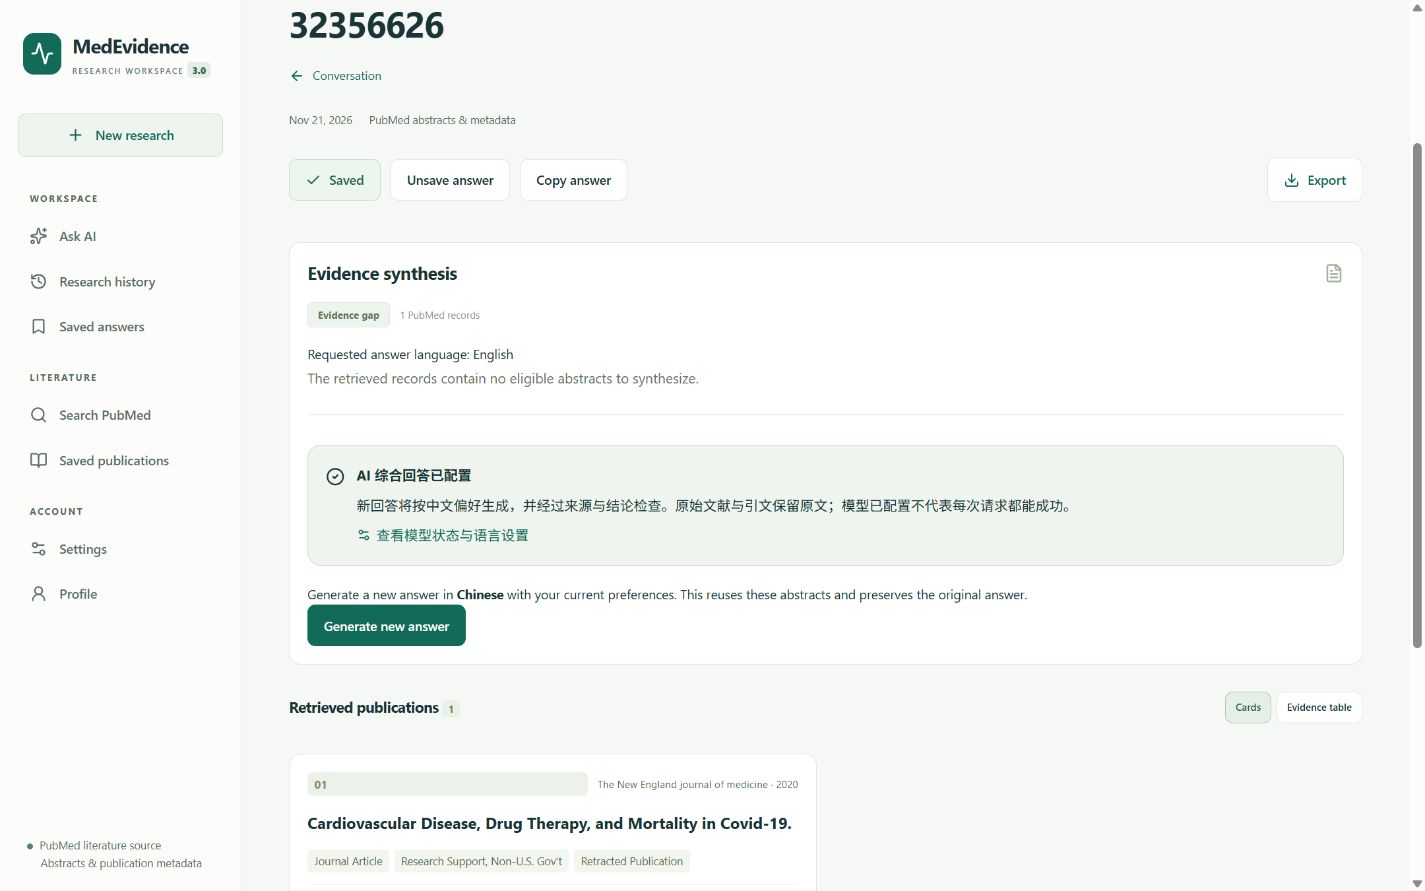 MedEvidence
RESEARCH WORKSPACE 3.0
New research
WORKSPACE
Ask AI
Research history
Saved answers
LITERATURE
Search PubMed
Saved publications
ACCOUNT
Settings
Profile
PubMed literature source
Abstracts & publication metadata
32356626
Conversation
Nov 21, 2026 PubMed abstracts & metadata
Saved
Unsave answer
Copy answer
Export
Evidence synthesis
Evidence gap 1 PubMed records
Requested answer language: English
The retrieved records contain no eligible abstracts to synthesize.
AI 综合回答已配置
新回答将按中文偏好生成，并经过来源与结论检查。原始文献与引文保留原文；模型已配置不代表每次请求都能成功。
查看模型状态与语言设置
Generate a new answer in Chinese with your current preferences. This reuses these abstracts and preserves the original answer.
Generate new answer
Retrieved publications 1
Cards
Evidence table
01 The New England journal of medicine · 2020
Cardiovascular Disease, Drug Therapy, and Mortality in Covid-19.
Journal Article
Research Support, Non-U.S. Gov't
Retracted Publication